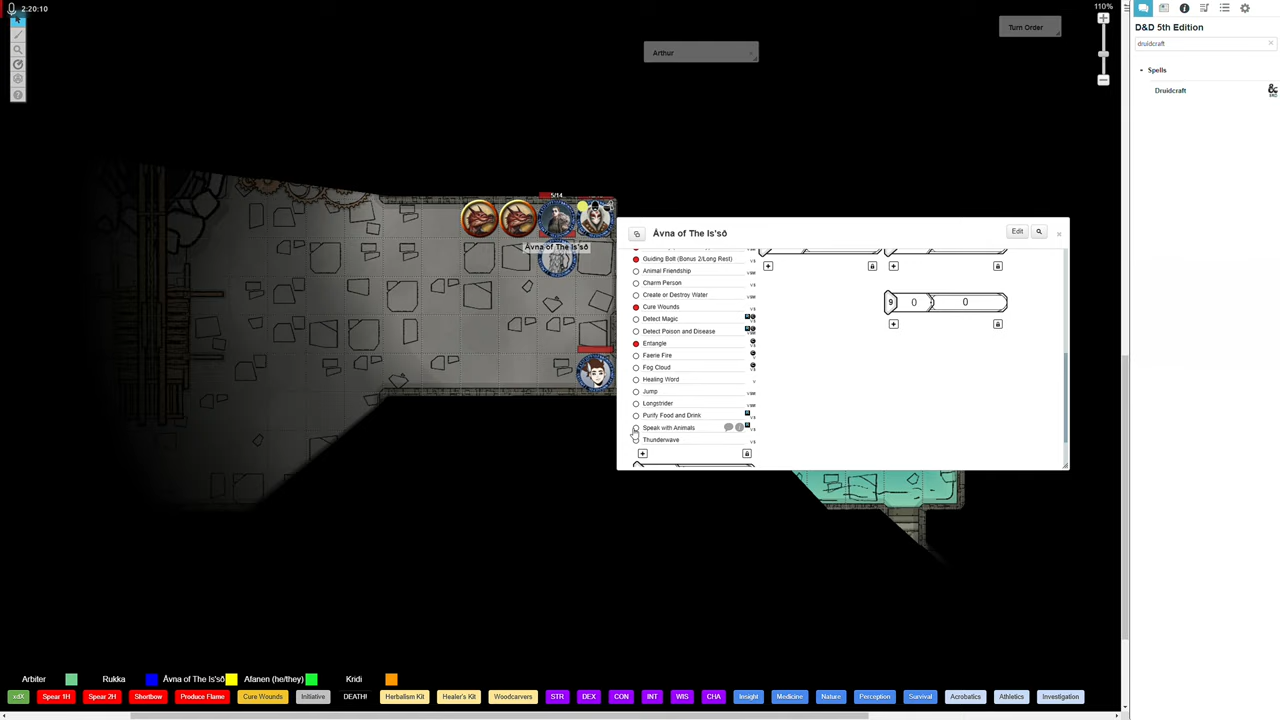 2:20:10
110%
D&D 5th Edition
druidcraft
Spells
Druidcraft
Turn Order
Arthur
5/14
Åvna of The Is'sð
Åvna of The Is'sð
Edit
Guiding Bolt (Bonus 2/Long Rest)
Animal Friendship
Charm Person
Create or Destroy Water
Cure Wounds
Detect Magic
Detect Poison and Disease
Entangle
Faerie Fire
Fog Cloud
Healing Word
Jump
Longstrider
Purify Food and Drink
Speak with Animals
Thunderwave
9 0 0
Arbiter Rukka Åvna of The Is'sð Afanen (he/they) Kridi
Spear 1H Spear 2H Shortbow Produce Flame Cure Wounds Initiative DEATH! Herbalism Kit Healer's Kit Woodcarvers STR DEX CON INT WIS CHA Insight Medicine Nature Perception Survival Acrobatics Athletics Investigation